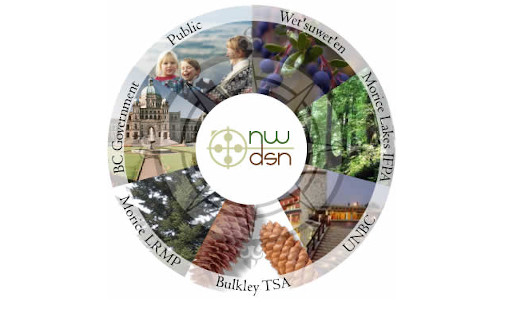 Public
Wet'suwet'en
Morice Lakes IFPA
UNBC
Bulkley TSA
Morice LRMP
BC Government
nw
dsn